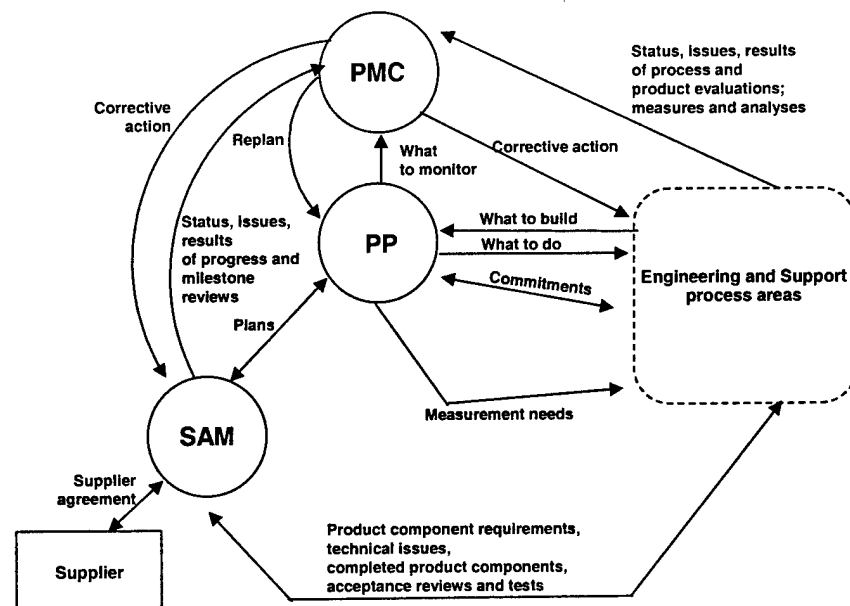 PMC
Status, issues, results
of process and
product evaluations;
measures and analyses
Corrective
action
Replan
What
to monitor
Corrective action
Status, issues,
results
of progress and
milestone
reviews
PP
What to build
What to do
Commitments
Engineering and Support
process areas
Plans
Measurement needs
SAM
Supplier
agreement
Supplier
Product component requirements,
technical issues,
completed product components,
acceptance reviews and tests